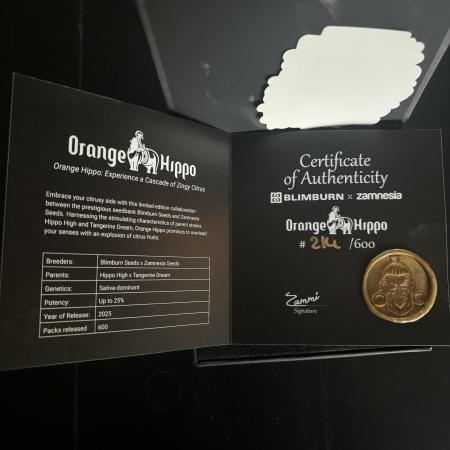 Orange Hippo
Orange Hippo: Experience a Cascade of Zingy Citrus
Embrace your citrusy side with this limited-edition collaboration
between the prestigious seedbank Blimburn Seeds and Zamnesia
Seeds. Harnessing the stimulating characteristics of parent strains
Hippo High and Tangerine Dream, Orange Hippo promises to overload
your senses with an explosion of citrus fruits.
Breeders: Blimburn Seeds x Zamnesia Seeds
Parents: Hippo High x Tangerine Dream
Genetics: Sativa-dominant
Potency: Up to 25%
Year of Release: 2025
Packs released 600
Certificate
of Authenticity
BLIMBURN x zamnesia
Orange Hippo
# 214 /600
Zammi
Signature